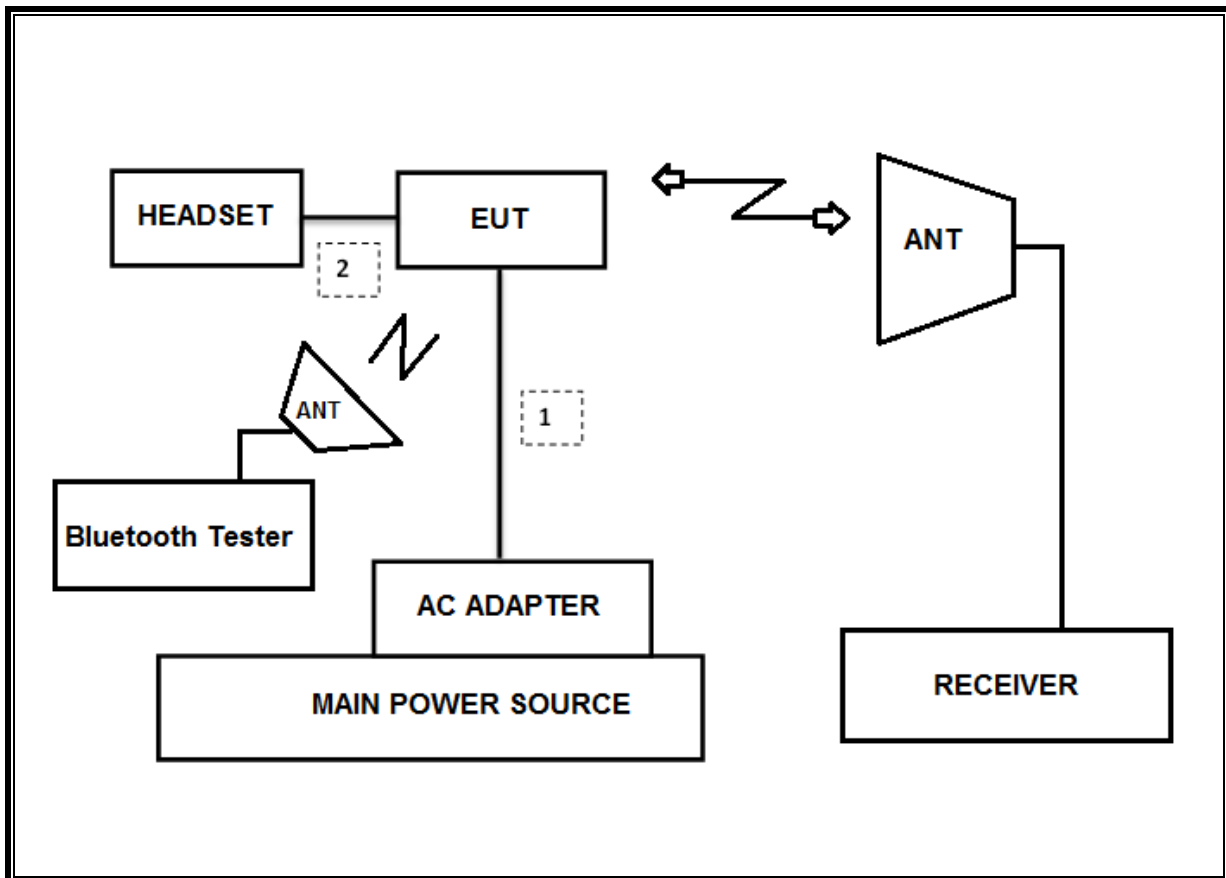 HEADSET
EUT
ANT
2
ANT
1
Bluetooth Tester
AC ADAPTER
MAIN POWER SOURCE
RECEIVER